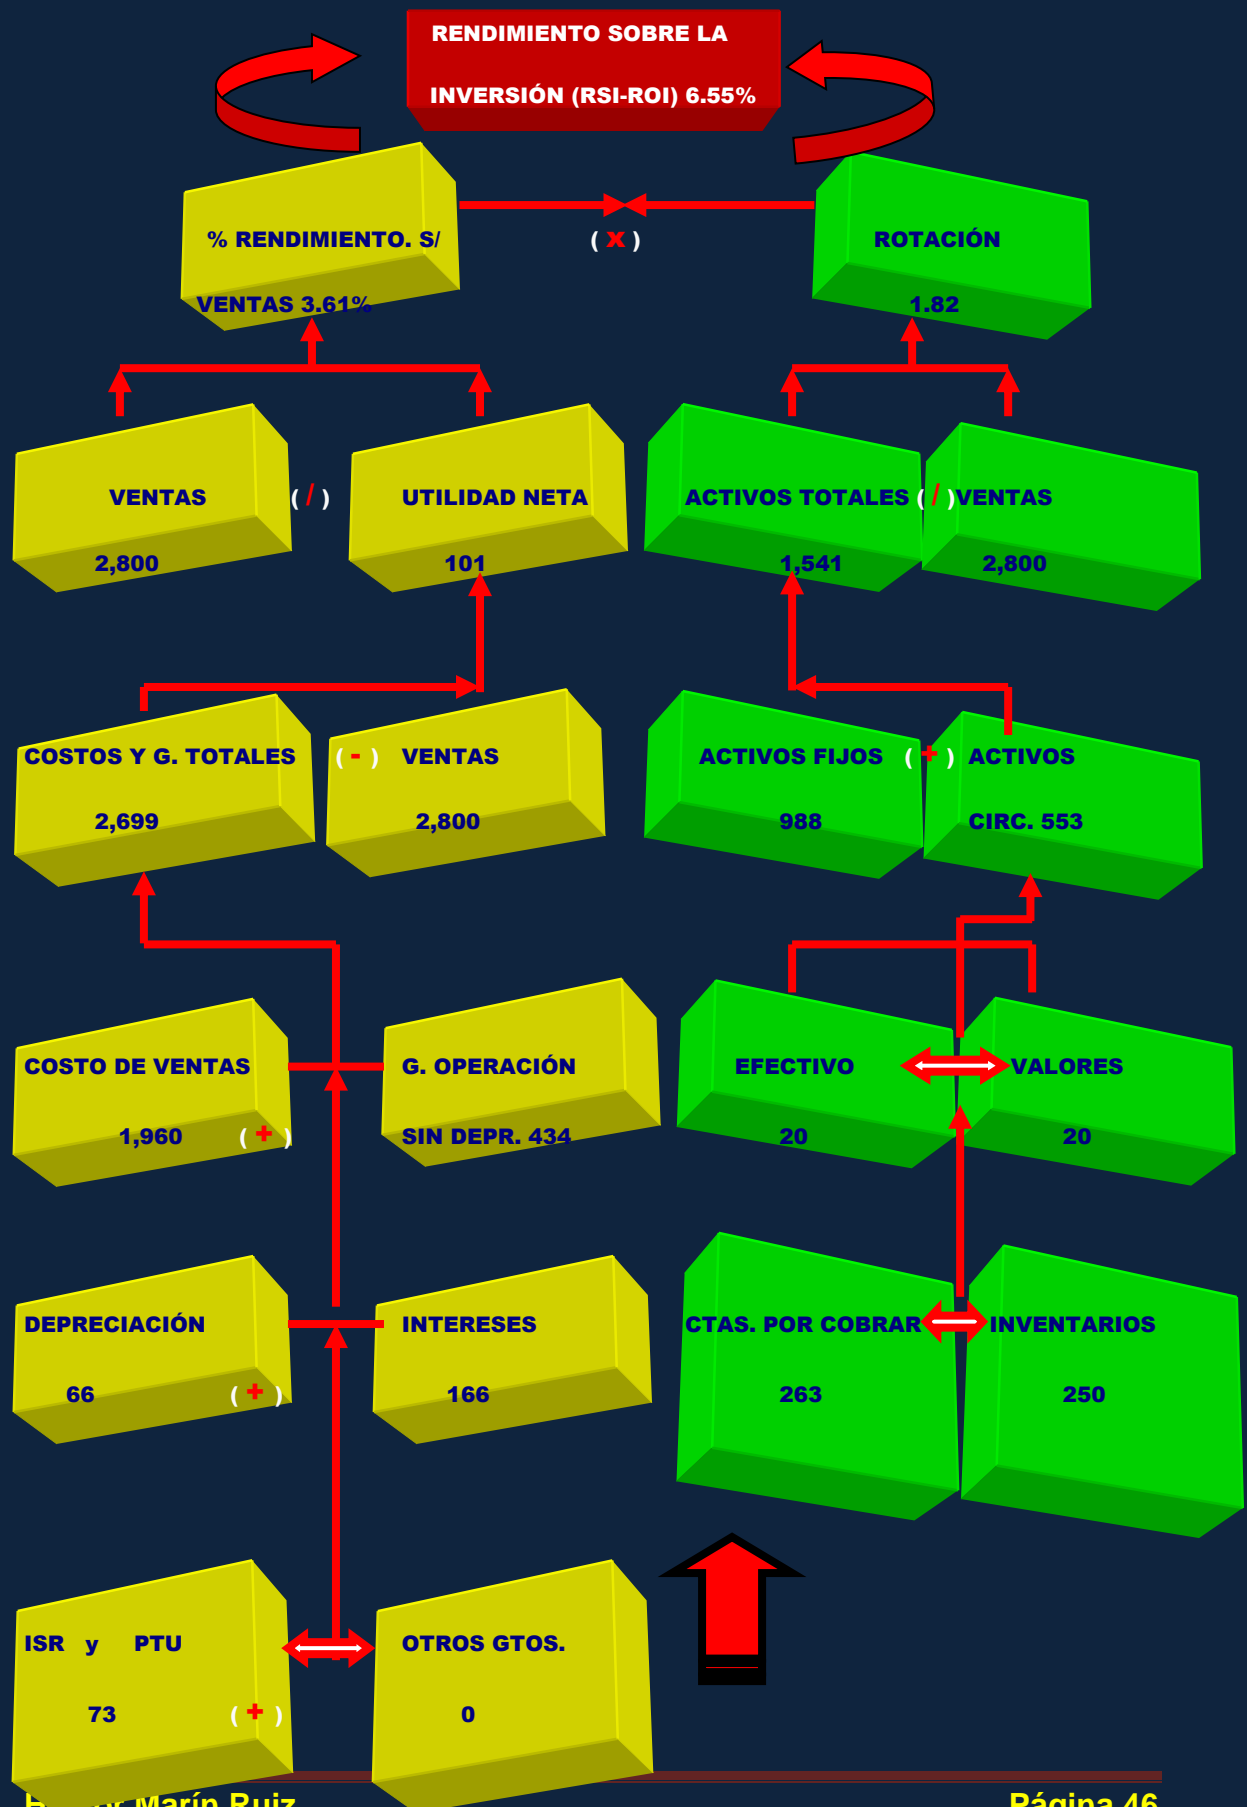 RENDIMIENTO SOBRE LA
INVERSIÓN (RSI-ROI) 6.55%
% RENDIMIENTO. S/
VENTAS 3.61%
( X )
ROTACIÓN
1.82
VENTAS
2,800
( / )
UTILIDAD NETA
101
ACTIVOS TOTALES
1,541
( / )
VENTAS
2,800
COSTOS Y G. TOTALES
2,699
( - )
VENTAS
2,800
ACTIVOS FIJOS
988
( + )
ACTIVOS
CIRC. 553
COSTO DE VENTAS
1,960
( + )
G. OPERACIÓN
SIN DEPR. 434
EFECTIVO
20
VALORES
20
DEPRECIACIÓN
66
( + )
INTERESES
166
CTAS. POR COBRAR
263
INVENTARIOS
250
ISR y PTU
73
( + )
OTROS GTOS.
0
Marín Ruiz
Página 46